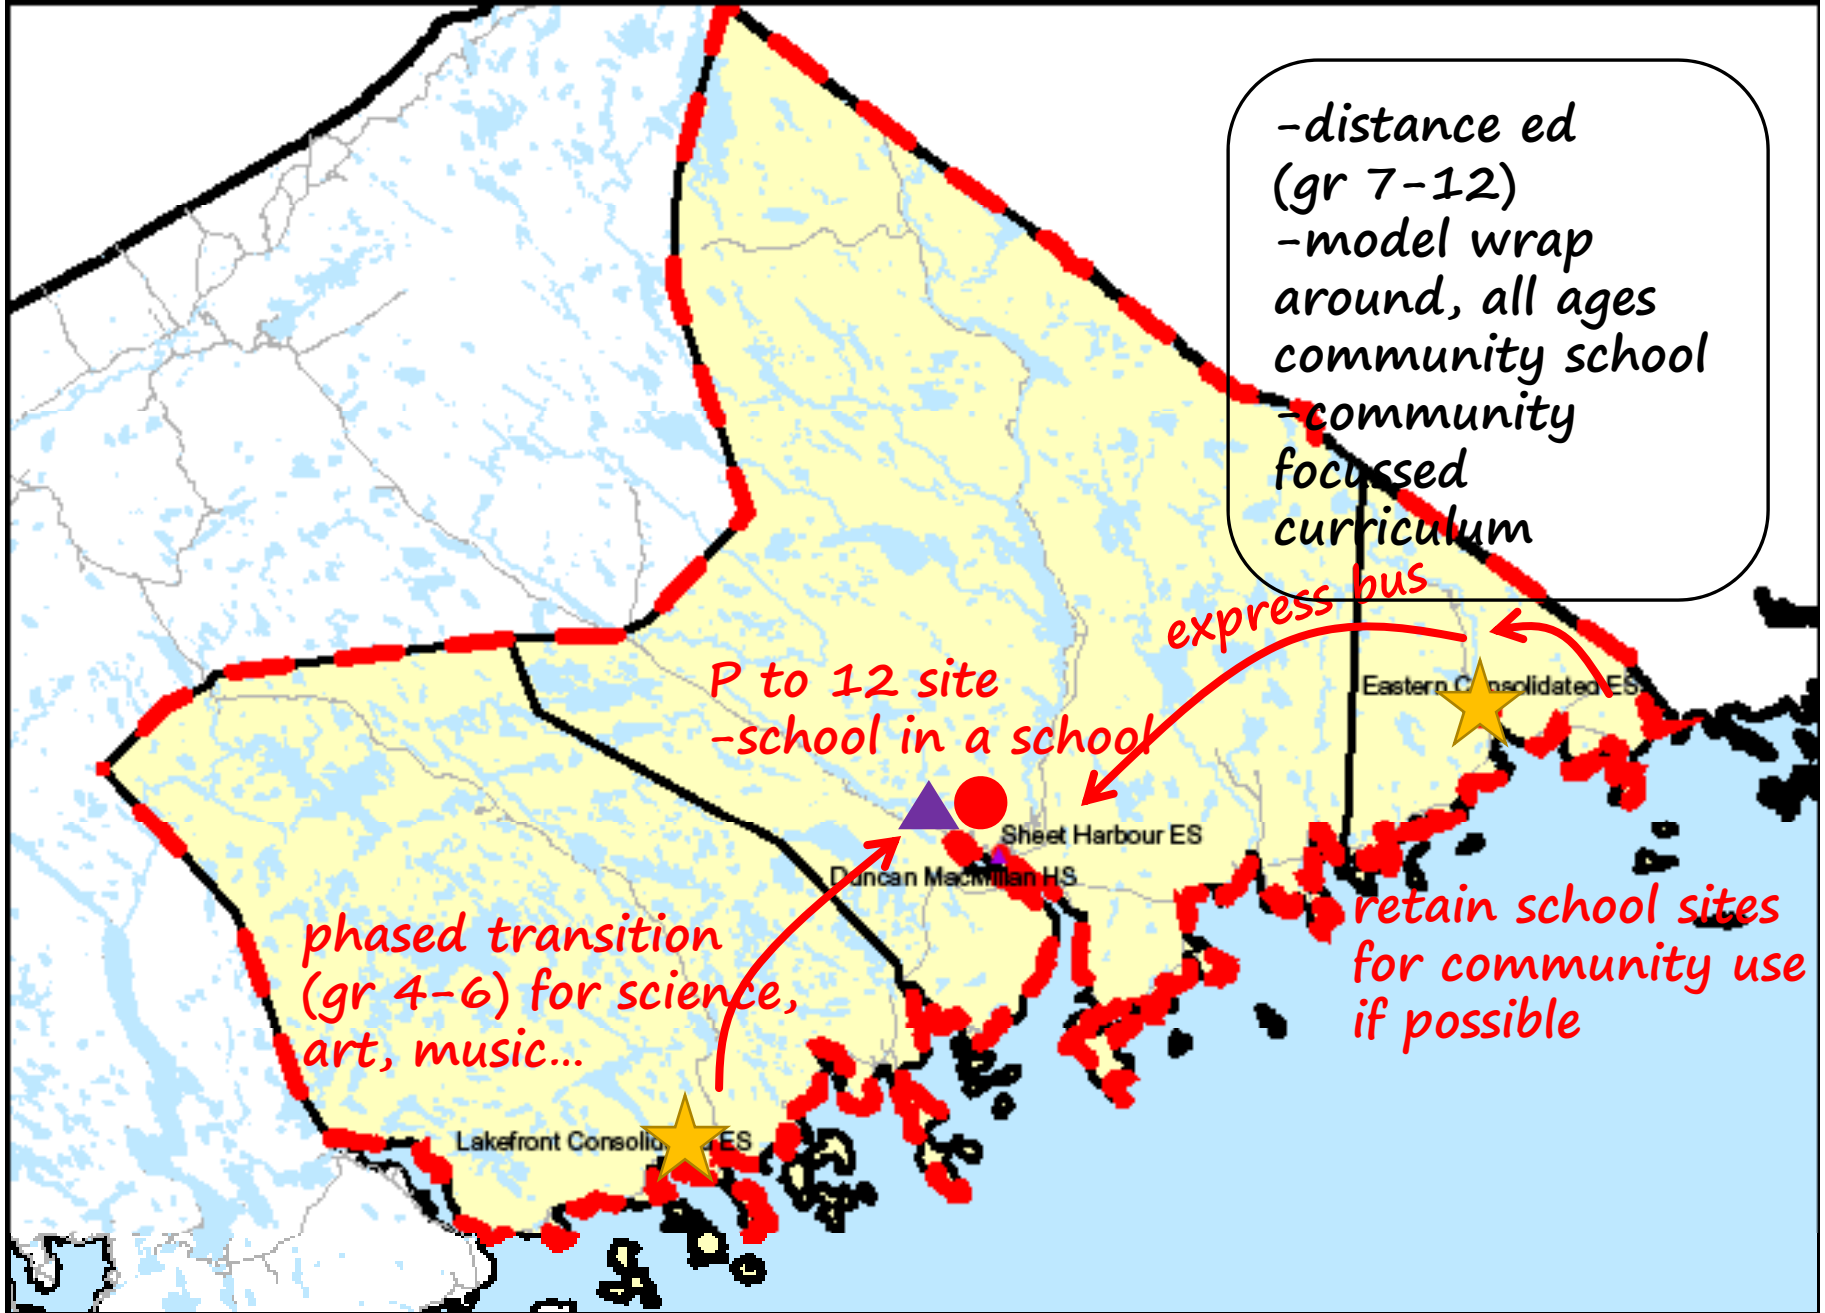 -distance ed
(gr 7-12)
-model wrap
around, all ages
community school
-community
focussed
curriculum
express bus
Eastern Consolidated ES
P to 12 site
-school in a school
Sheet Harbour ES
Duncan MacMillan HS
retain school sites
for community use
if possible
phased transition
(gr 4-6) for science,
art, music...
Lakefront Consolidated ES